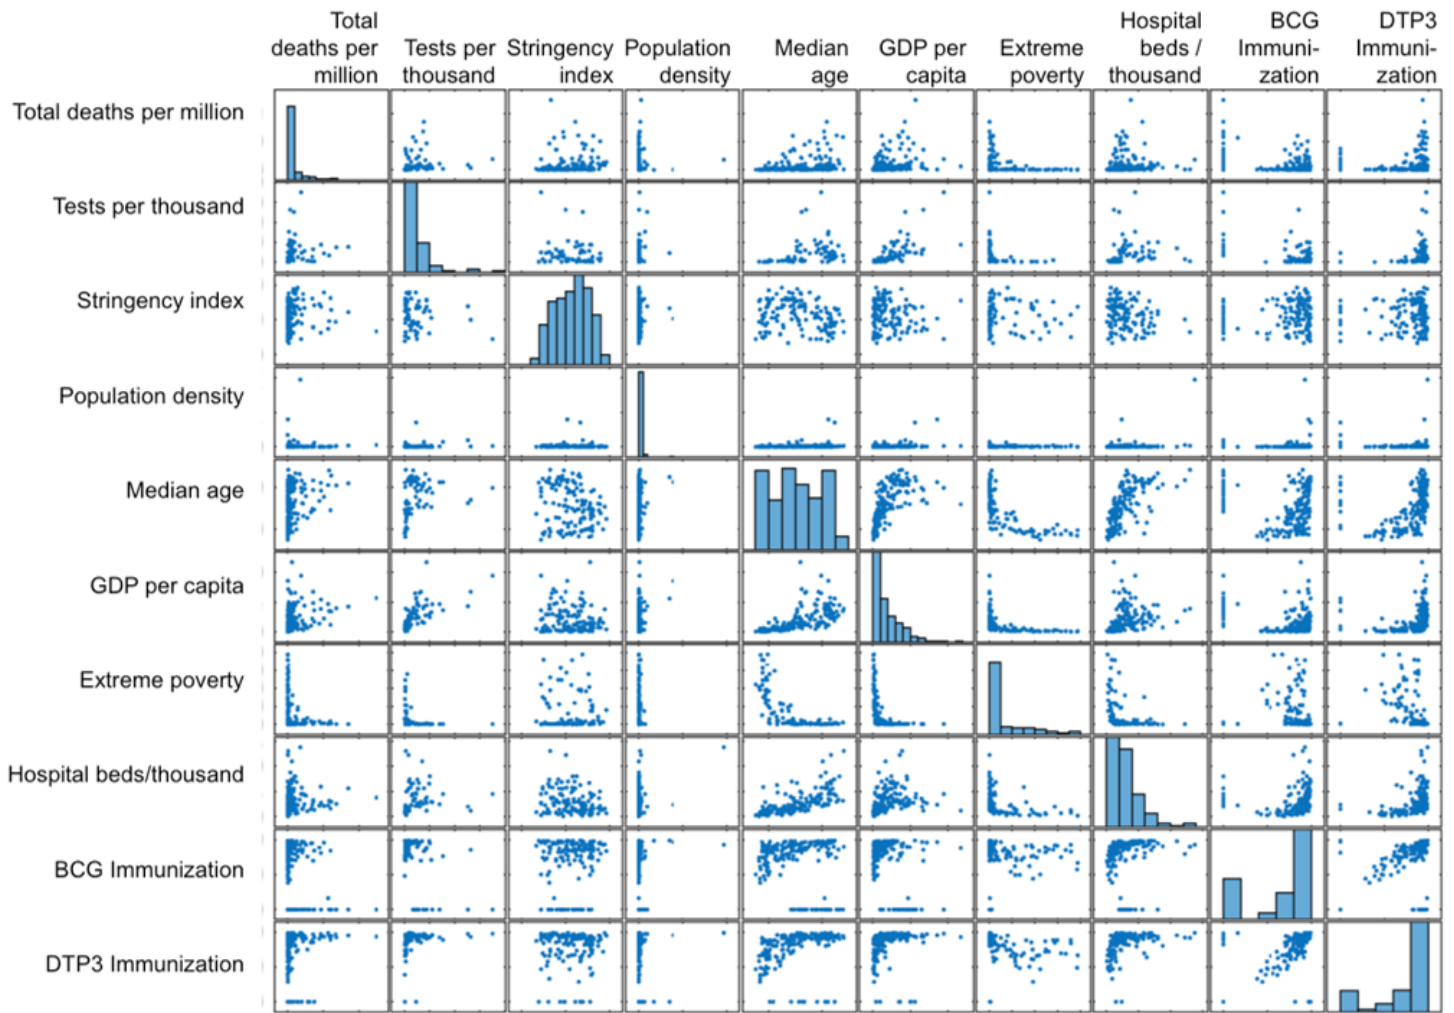 Total
deaths per
million
Tests per
thousand
Stringency
index
Population
density
Median
age
GDP per
capita
Extreme
poverty
Hospital
beds /
thousand
BCG
Immuni-
zation
DTP3
Immuni-
zation
Total deaths per million
Tests per thousand
Stringency index
Population density
Median age
GDP per capita
Extreme poverty
Hospital beds/thousand
BCG Immunization
DTP3 Immunization